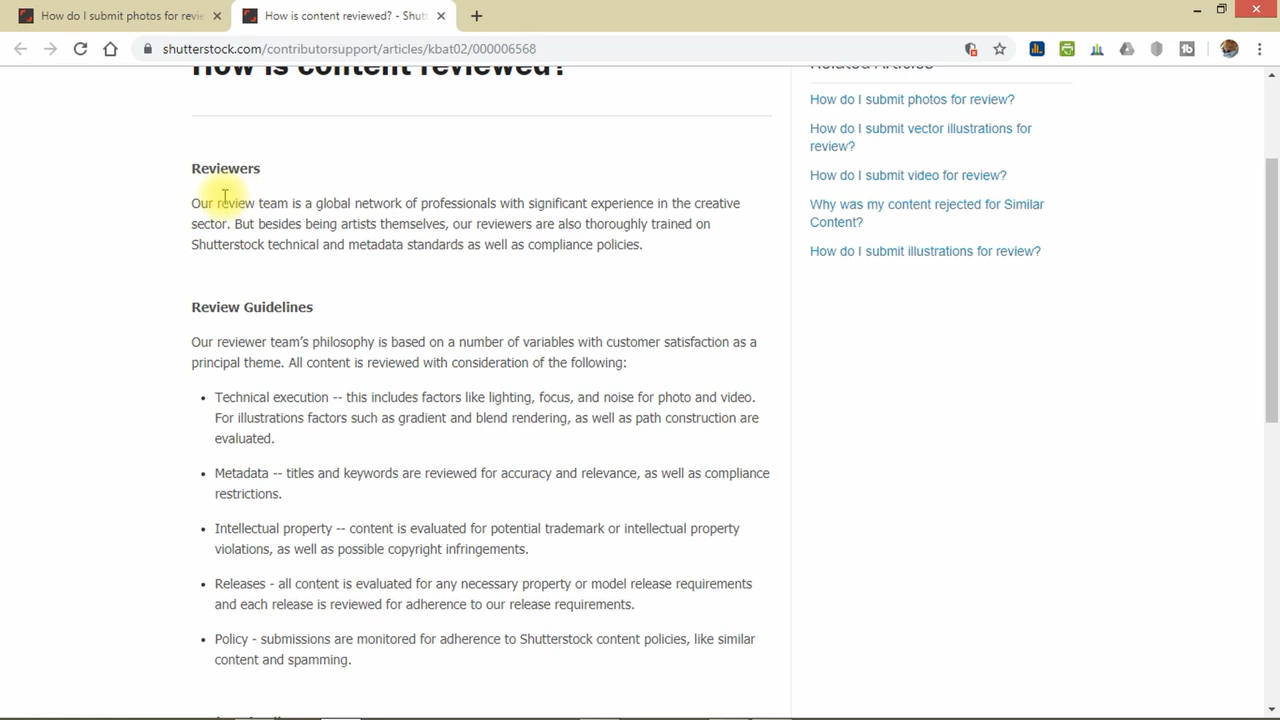 How do I submit photos for revie
How is content reviewed? - Shutt
shutterstock.com/contributorsupport/articles/kbat02/000006568
How is content reviewed?
Related Articles
How do I submit photos for review?
How do I submit vector illustrations for
review?
How do I submit video for review?
Why was my content rejected for Similar
Content?
How do I submit illustrations for review?
Reviewers
Our review team is a global network of professionals with significant experience in the creative
sector. But besides being artists themselves, our reviewers are also thoroughly trained on
Shutterstock technical and metadata standards as well as compliance policies.
Review Guidelines
Our reviewer team’s philosophy is based on a number of variables with customer satisfaction as a
principal theme. All content is reviewed with consideration of the following:
• Technical execution -- this includes factors like lighting, focus, and noise for photo and video.
For illustrations factors such as gradient and blend rendering, as well as path construction are
evaluated.
• Metadata -- titles and keywords are reviewed for accuracy and relevance, as well as compliance
restrictions.
• Intellectual property -- content is evaluated for potential trademark or intellectual property
violations, as well as possible copyright infringements.
• Releases - all content is evaluated for any necessary property or model release requirements
and each release is reviewed for adherence to our release requirements.
• Policy - submissions are monitored for adherence to Shutterstock content policies, like similar
content and spamming.